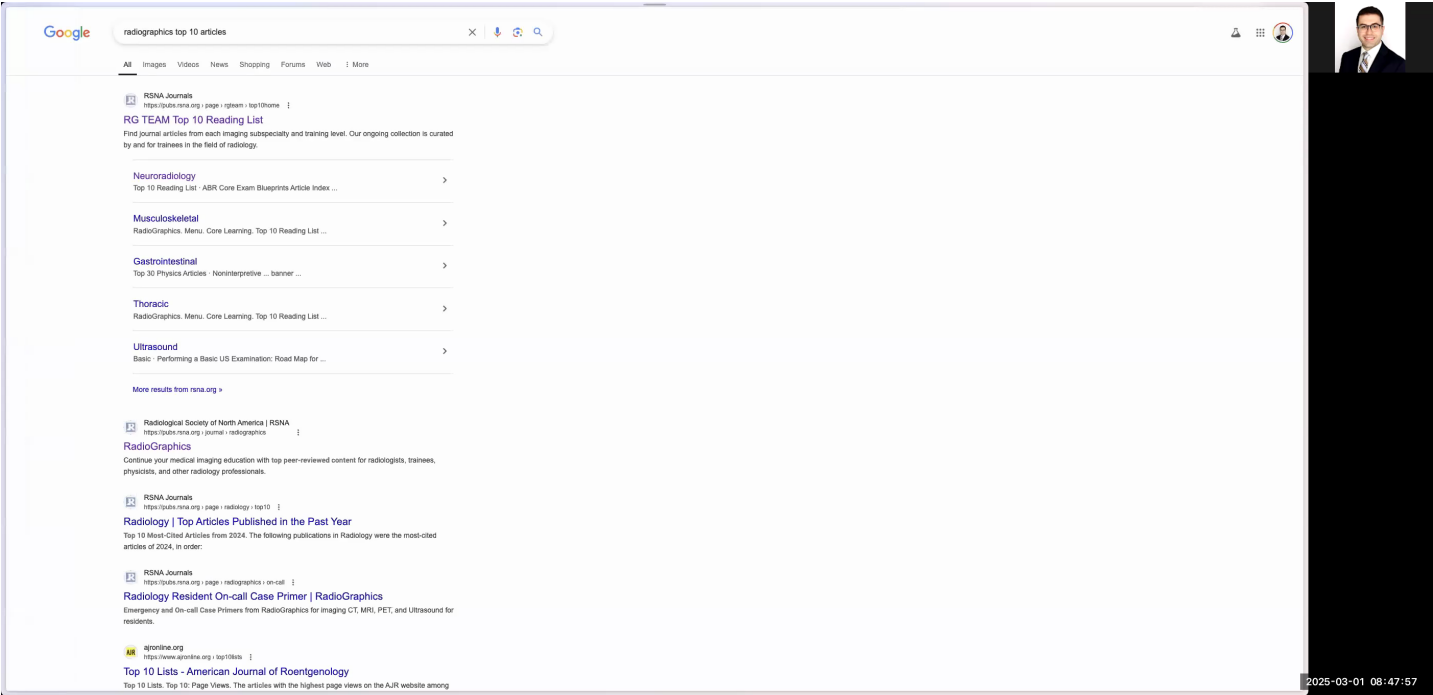 Google
radiographics top 10 articles
All Images Videos News Shopping Forums Web More
RSNA Journals
https://pubs.rsna.org › page › rgteam › top10home
RG TEAM Top 10 Reading List
Find journal articles from each imaging subspecialty and training level. Our ongoing collection is curated
by and for trainees in the field of radiology.
Neuroradiology
Top 10 Reading List · ABR Core Exam Blueprints Article Index ...
Musculoskeletal
RadioGraphics. Menu. Core Learning. Top 10 Reading List ...
Gastrointestinal
Top 30 Physics Articles · Noninterpretive ... banner ...
Thoracic
RadioGraphics. Menu. Core Learning. Top 10 Reading List ...
Ultrasound
Basic · Performing a Basic US Examination: Road Map for ...
More results from rsna.org »
Radiological Society of North America | RSNA
https://pubs.rsna.org › journal › radiographics
RadioGraphics
Continue your medical imaging education with top peer-reviewed content for radiologists, trainees,
physicists, and other radiology professionals.
RSNA Journals
https://pubs.rsna.org › page › radiology › top10
Radiology | Top Articles Published in the Past Year
Top 10 Most-Cited Articles from 2024. The following publications in Radiology were the most-cited
articles of 2024, in order:
RSNA Journals
https://pubs.rsna.org › page › radiographics › on-call
Radiology Resident On-call Case Primer | RadioGraphics
Emergency and On-call Case Primers from RadioGraphics for imaging CT, MRI, PET, and Ultrasound for
residents.
AJR
ajronline.org
https://www.ajronline.org › top10lists
Top 10 Lists - American Journal of Roentgenology
Top 10 Lists. Top 10: Page Views. The articles with the highest page views on the AJR website among
2025-03-01 08:47:57